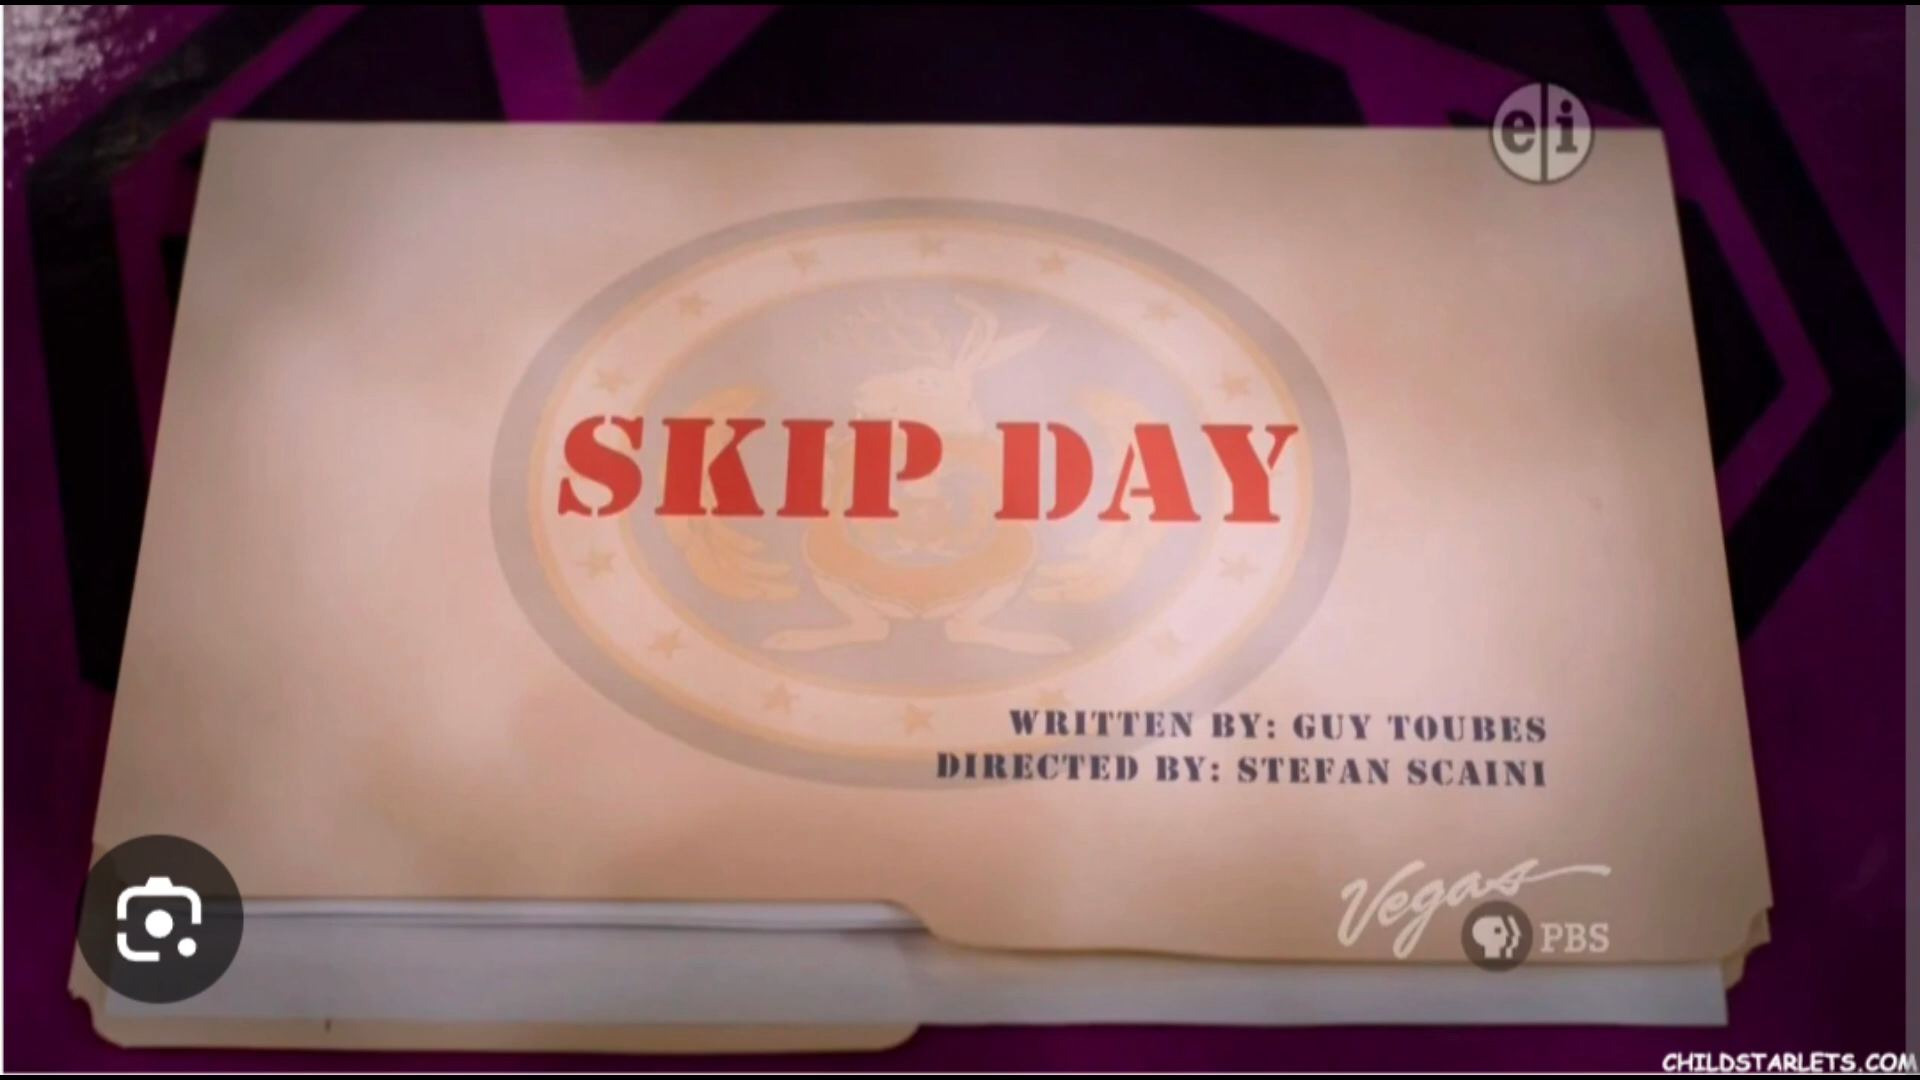 e|i
SKIP DAY
WRITTEN BY: GUY TOUBES
DIRECTED BY: STEFAN SCAINI
Vegas
PBS
CHILDSTARLETS.COM